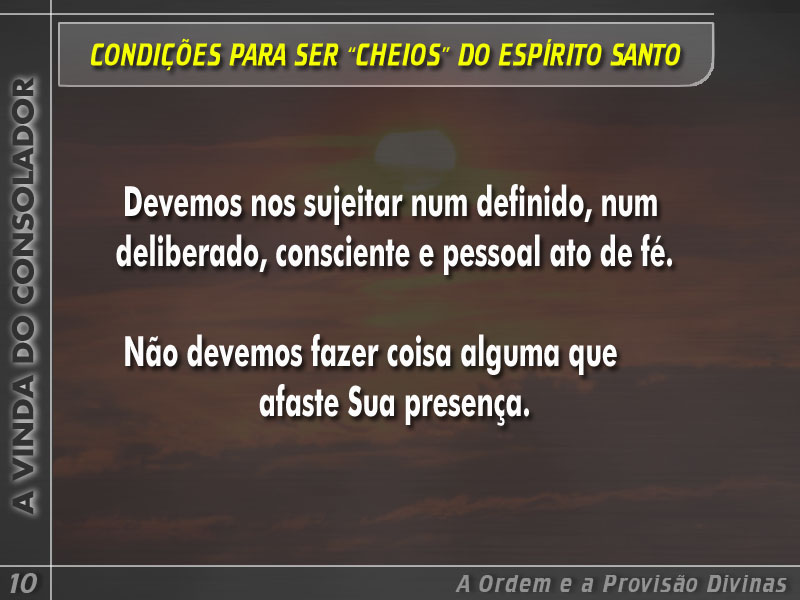 CONDIÇÕES PARA SER “CHEIOS” DO ESPÍRITO SANTO
A VINDA DO CONSOLADOR
Devemos nos sujeitar num definido, num
deliberado, consciente e pessoal ato de fé.
Não devemos fazer coisa alguma que
afaste Sua presença.
10
A Ordem e a Provisão Divinas